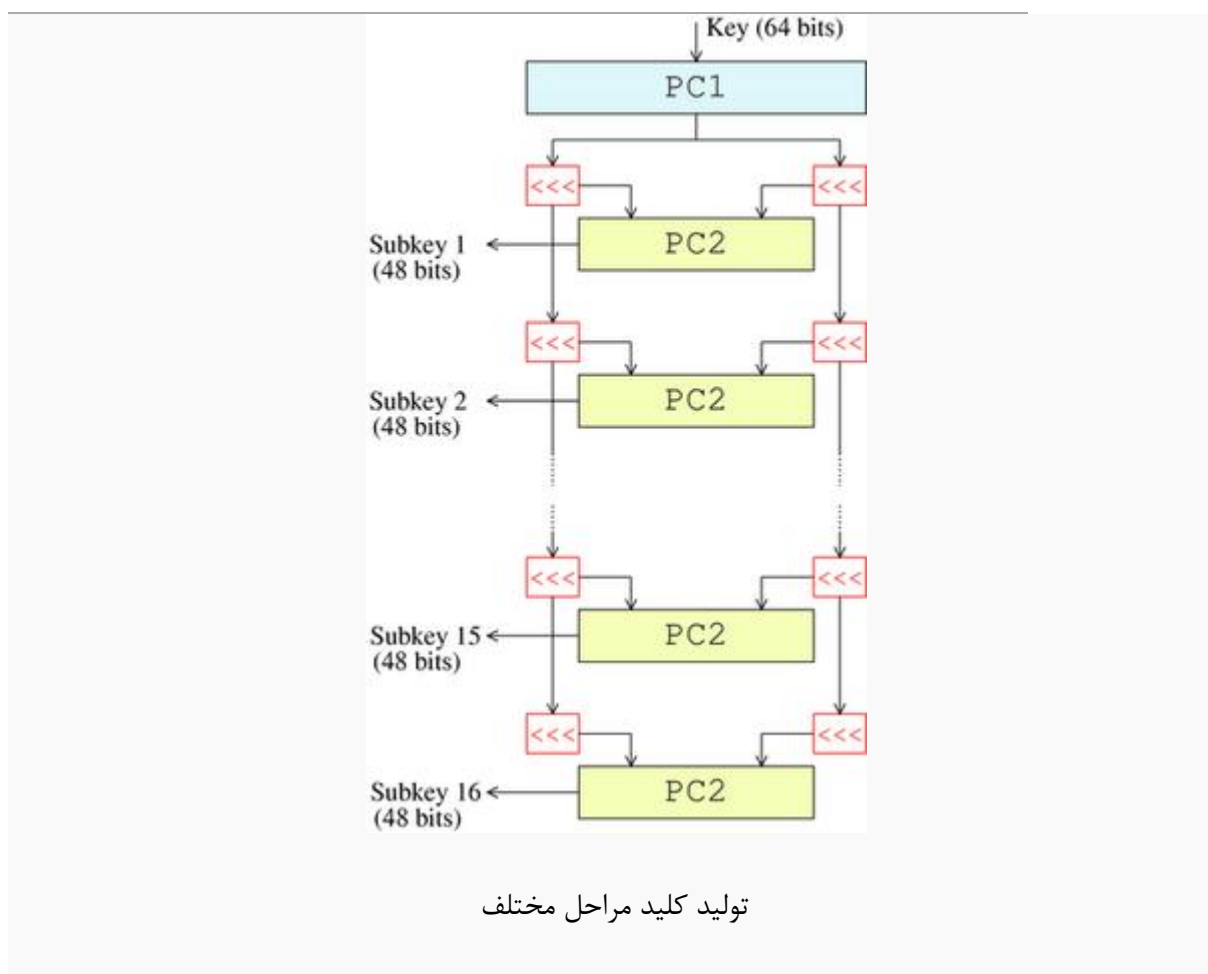 Key (64 bits)
PC1
<<<
<<<
PC2
Subkey 1
(48 bits)
<<<
<<<
PC2
Subkey 2
(48 bits)
<<<
<<<
PC2
Subkey 15
(48 bits)
<<<
<<<
PC2
Subkey 16
(48 bits)
تولید کلید مراحل مختلف